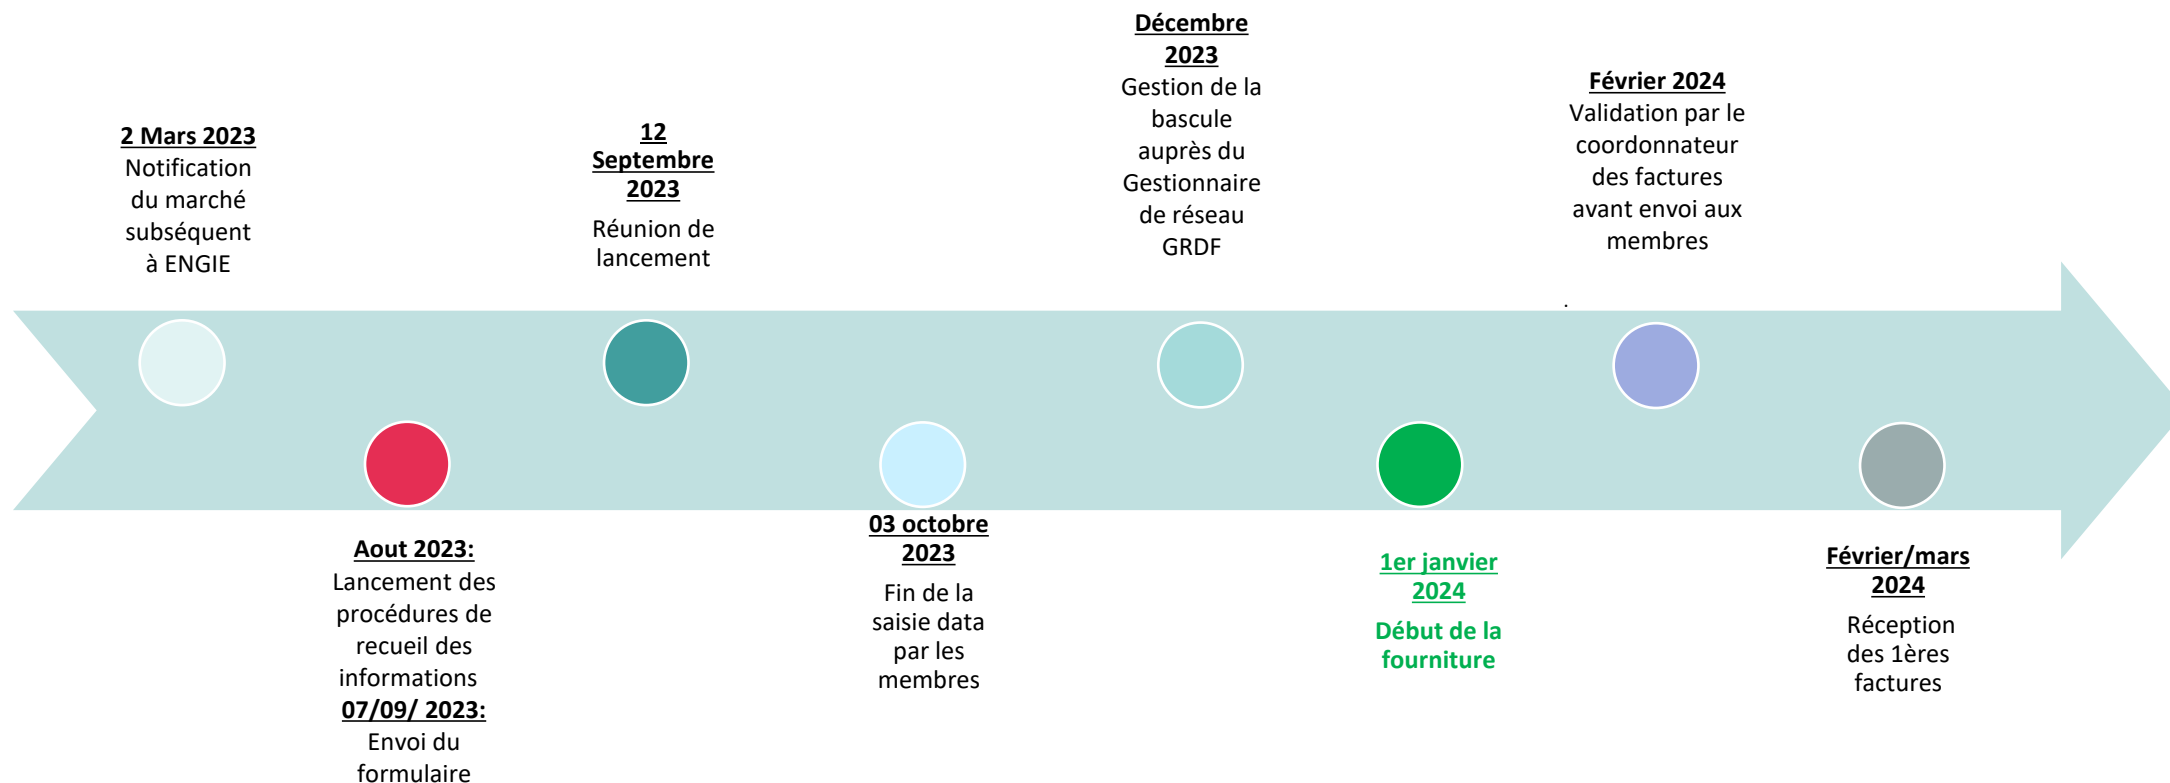 2 Mars 2023
Notification
du marché
subséquent
à ENGIE
Aout 2023:
Lancement des
procédures de
recueil des
informations
07/09/ 2023:
Envoi du
formulaire
12
Septembre
2023
Réunion de
lancement
03 octobre
2023
Fin de la
saisie data
par les
membres
Décembre
2023
Gestion de la
bascule
auprès du
Gestionnaire
de réseau
GRDF
1er janvier
2024
Début de la
fourniture
Février 2024
Validation par le
coordonnateur
des factures
avant envoi aux
membres
.
Février/mars
2024
Réception
des 1ères
factures